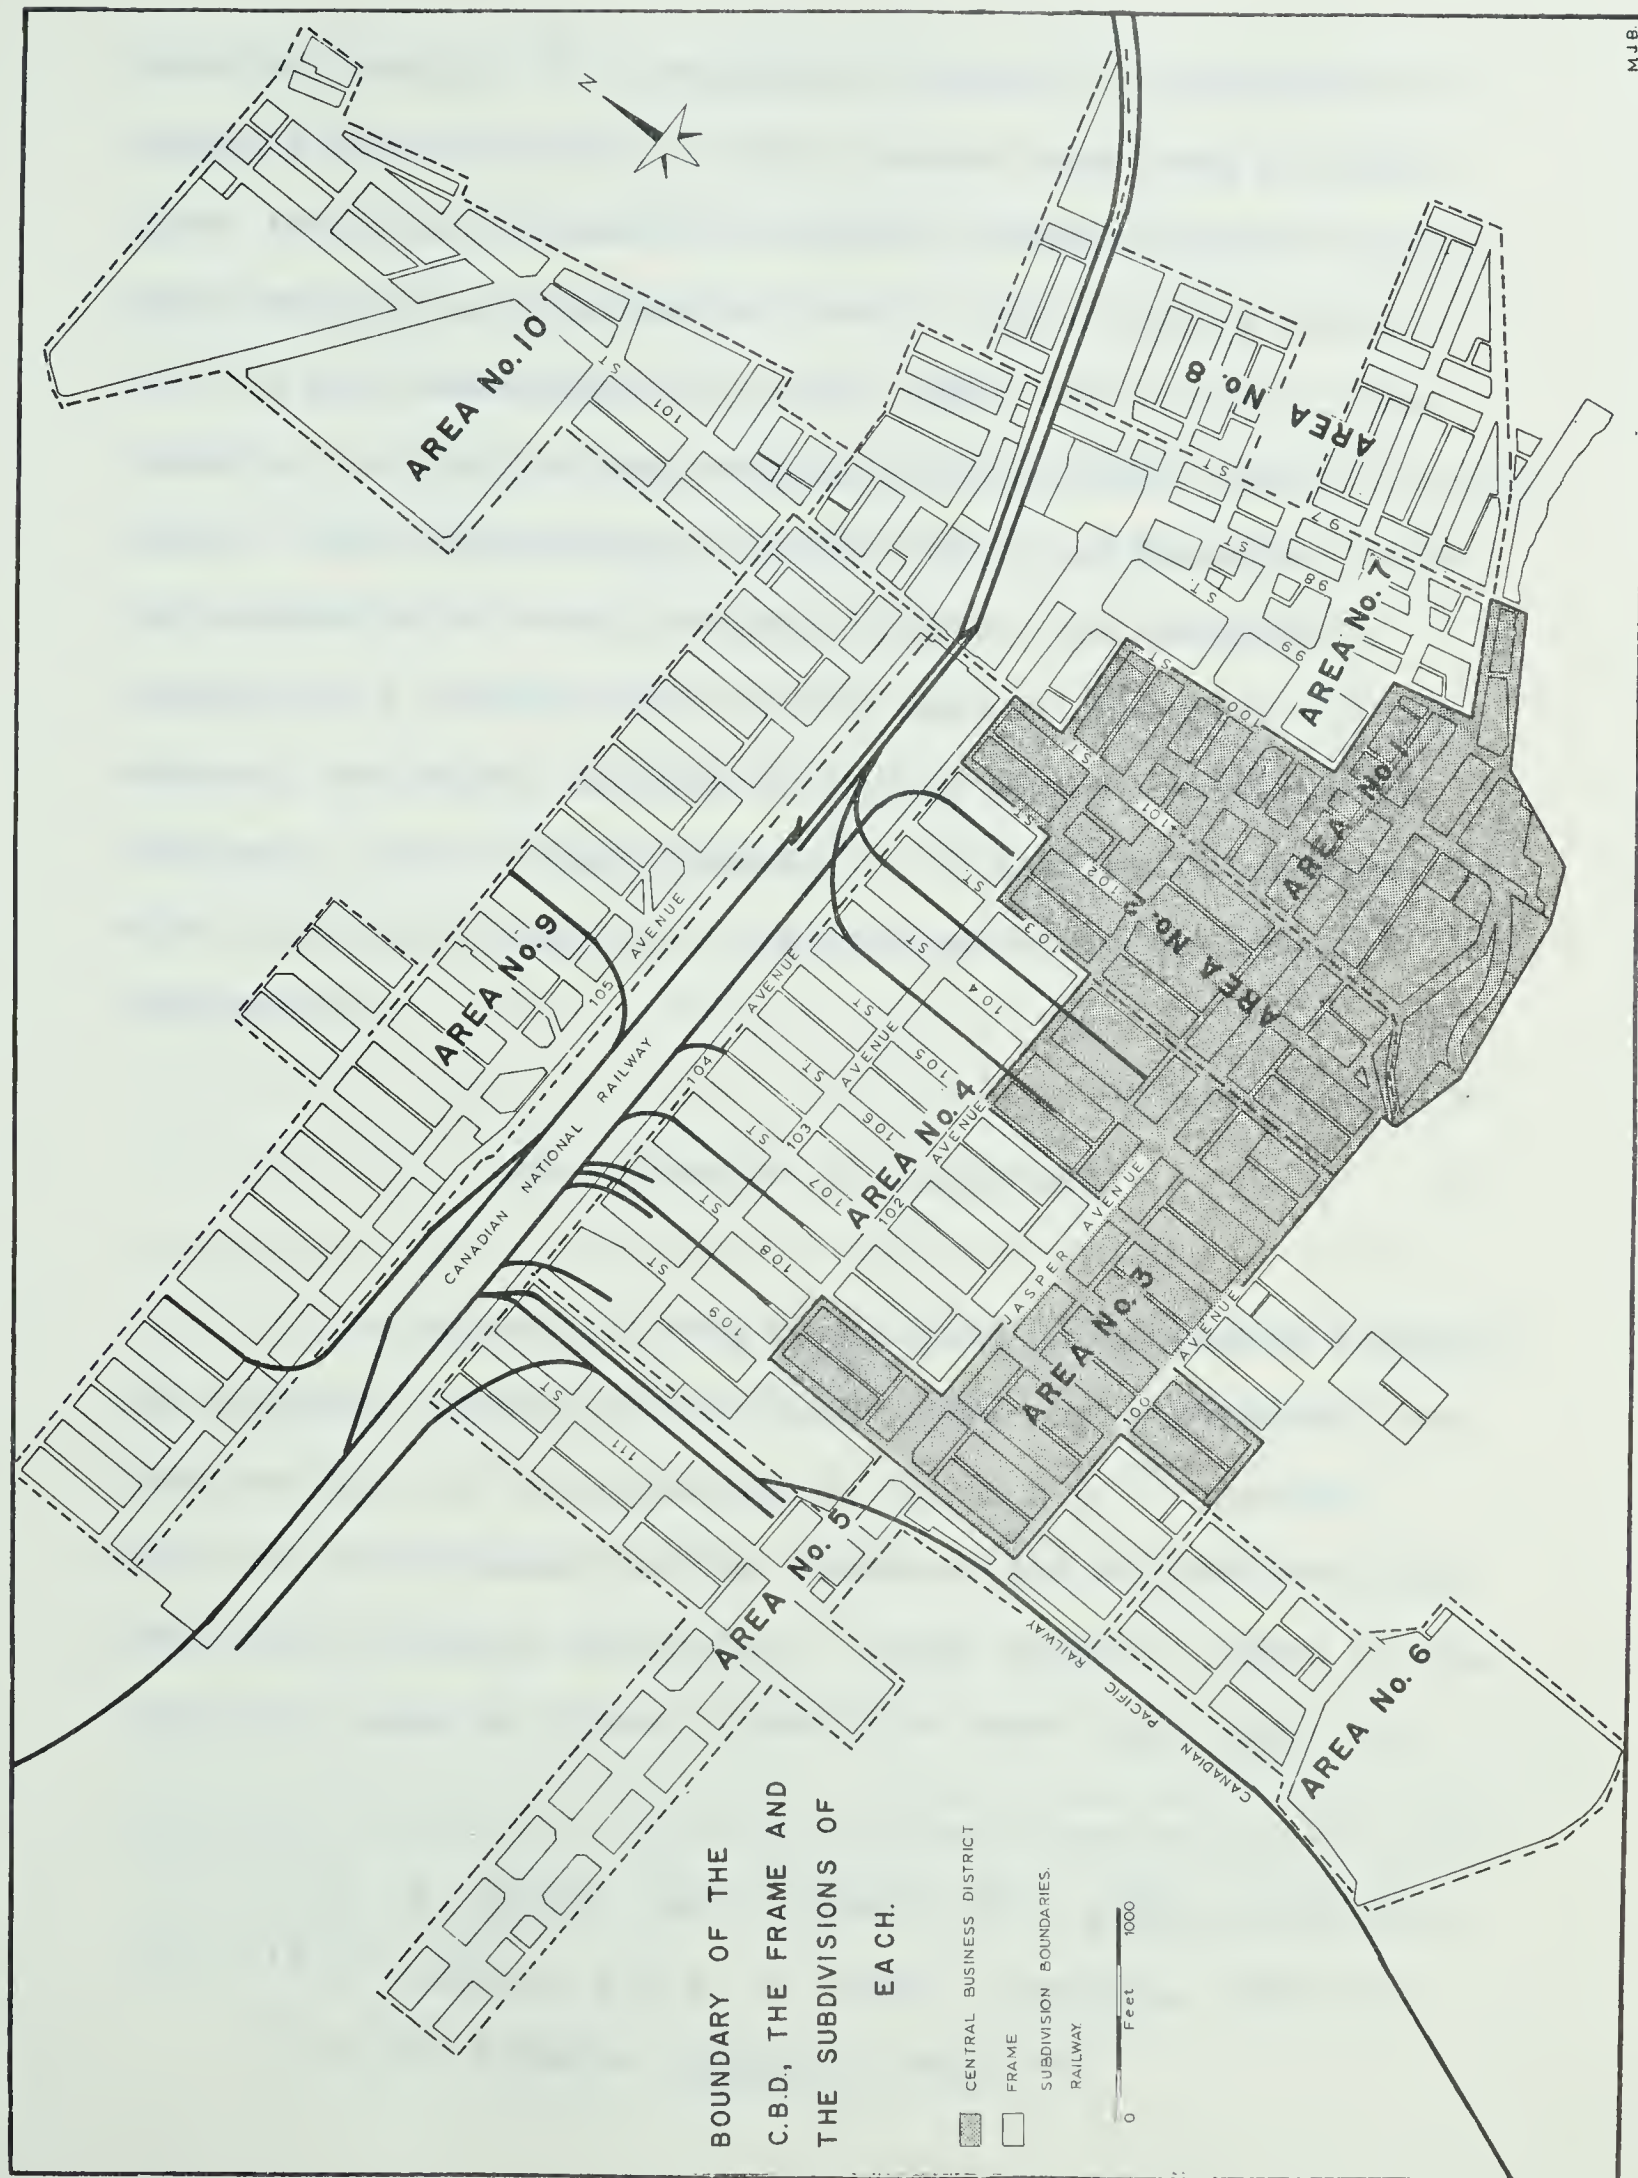 BOUNDARY OF THE
C.B.D., THE FRAME AND
THE SUBDIVISIONS OF
EACH.
CENTRAL BUSINESS DISTRICT
FRAME
SUBDIVISION BOUNDARIES.
RAILWAY.
0 Feet 1000
N
AREA No. 10
101 ST
AREA No. 9
105 AVENUE
CANADIAN NATIONAL RAILWAY
104 AVENUE
103 AVENUE
102 AVENUE
JASPER AVENUE
100 AVENUE
AREA No. 8
97 ST
98 ST
99 ST
100 ST
101 ST
102 ST
103 ST
104 ST
105 ST
106 ST
107 ST
108 ST
109 ST
111 ST
AREA No. 7
AREA No. 1
AREA No. 2
AREA No. 3
AREA No. 4
AREA No. 5
AREA No. 6
CANADIAN PACIFIC RAILWAY
M J B.